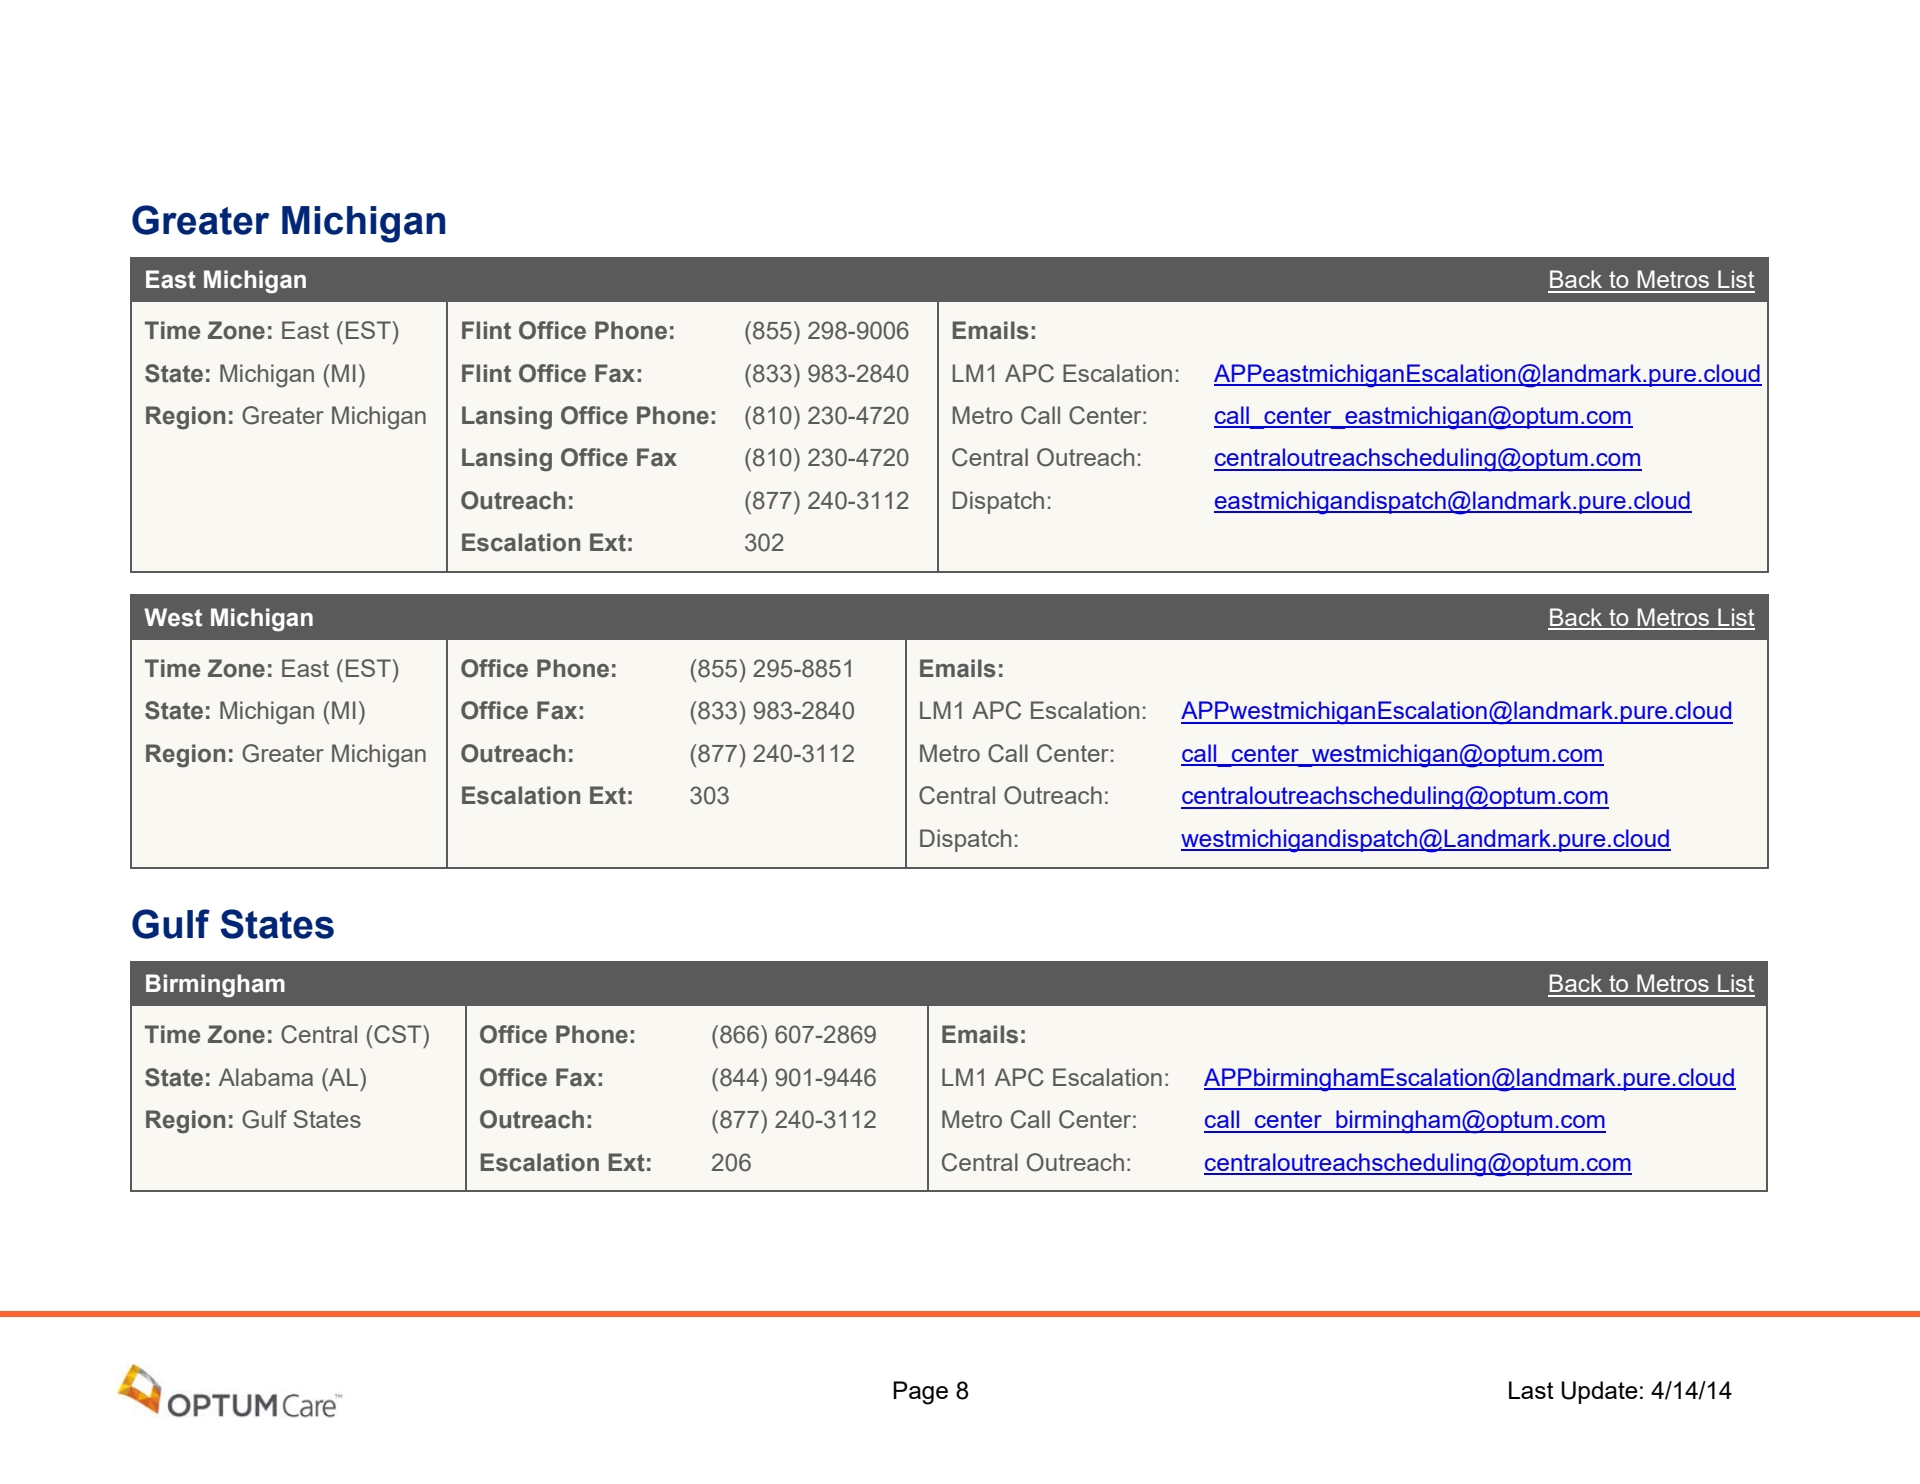 Greater Michigan
East Michigan Back to Metros List
Time Zone: East (EST) Flint Office Phone: (855) 298-9006 Emails:
State: Michigan (MI) Flint Office Fax: (833) 983-2840 LM1 APC Escalation: APPeastmichiganEscalation@landmark.pure.cloud
Region: Greater Michigan Lansing Office Phone: (810) 230-4720 Metro Call Center: call_center_eastmichigan@optum.com
Lansing Office Fax (810) 230-4720 Central Outreach: centraloutreachscheduling@optum.com
Outreach: (877) 240-3112 Dispatch: eastmichigandispatch@landmark.pure.cloud
Escalation Ext: 302
West Michigan Back to Metros List
Time Zone: East (EST) Office Phone: (855) 295-8851 Emails:
State: Michigan (MI) Office Fax: (833) 983-2840 LM1 APC Escalation: APPwestmichiganEscalation@landmark.pure.cloud
Region: Greater Michigan Outreach: (877) 240-3112 Metro Call Center: call_center_westmichigan@optum.com
Escalation Ext: 303 Central Outreach: centraloutreachscheduling@optum.com
Dispatch: westmichigandispatch@Landmark.pure.cloud
Gulf States
Birmingham Back to Metros List
Time Zone: Central (CST) Office Phone: (866) 607-2869 Emails:
State: Alabama (AL) Office Fax: (844) 901-9446 LM1 APC Escalation: APPbirminghamEscalation@landmark.pure.cloud
Region: Gulf States Outreach: (877) 240-3112 Metro Call Center: call_center_birmingham@optum.com
Escalation Ext: 206 Central Outreach: centraloutreachscheduling@optum.com
OPTUM Care™ Page 8 Last Update: 4/14/14